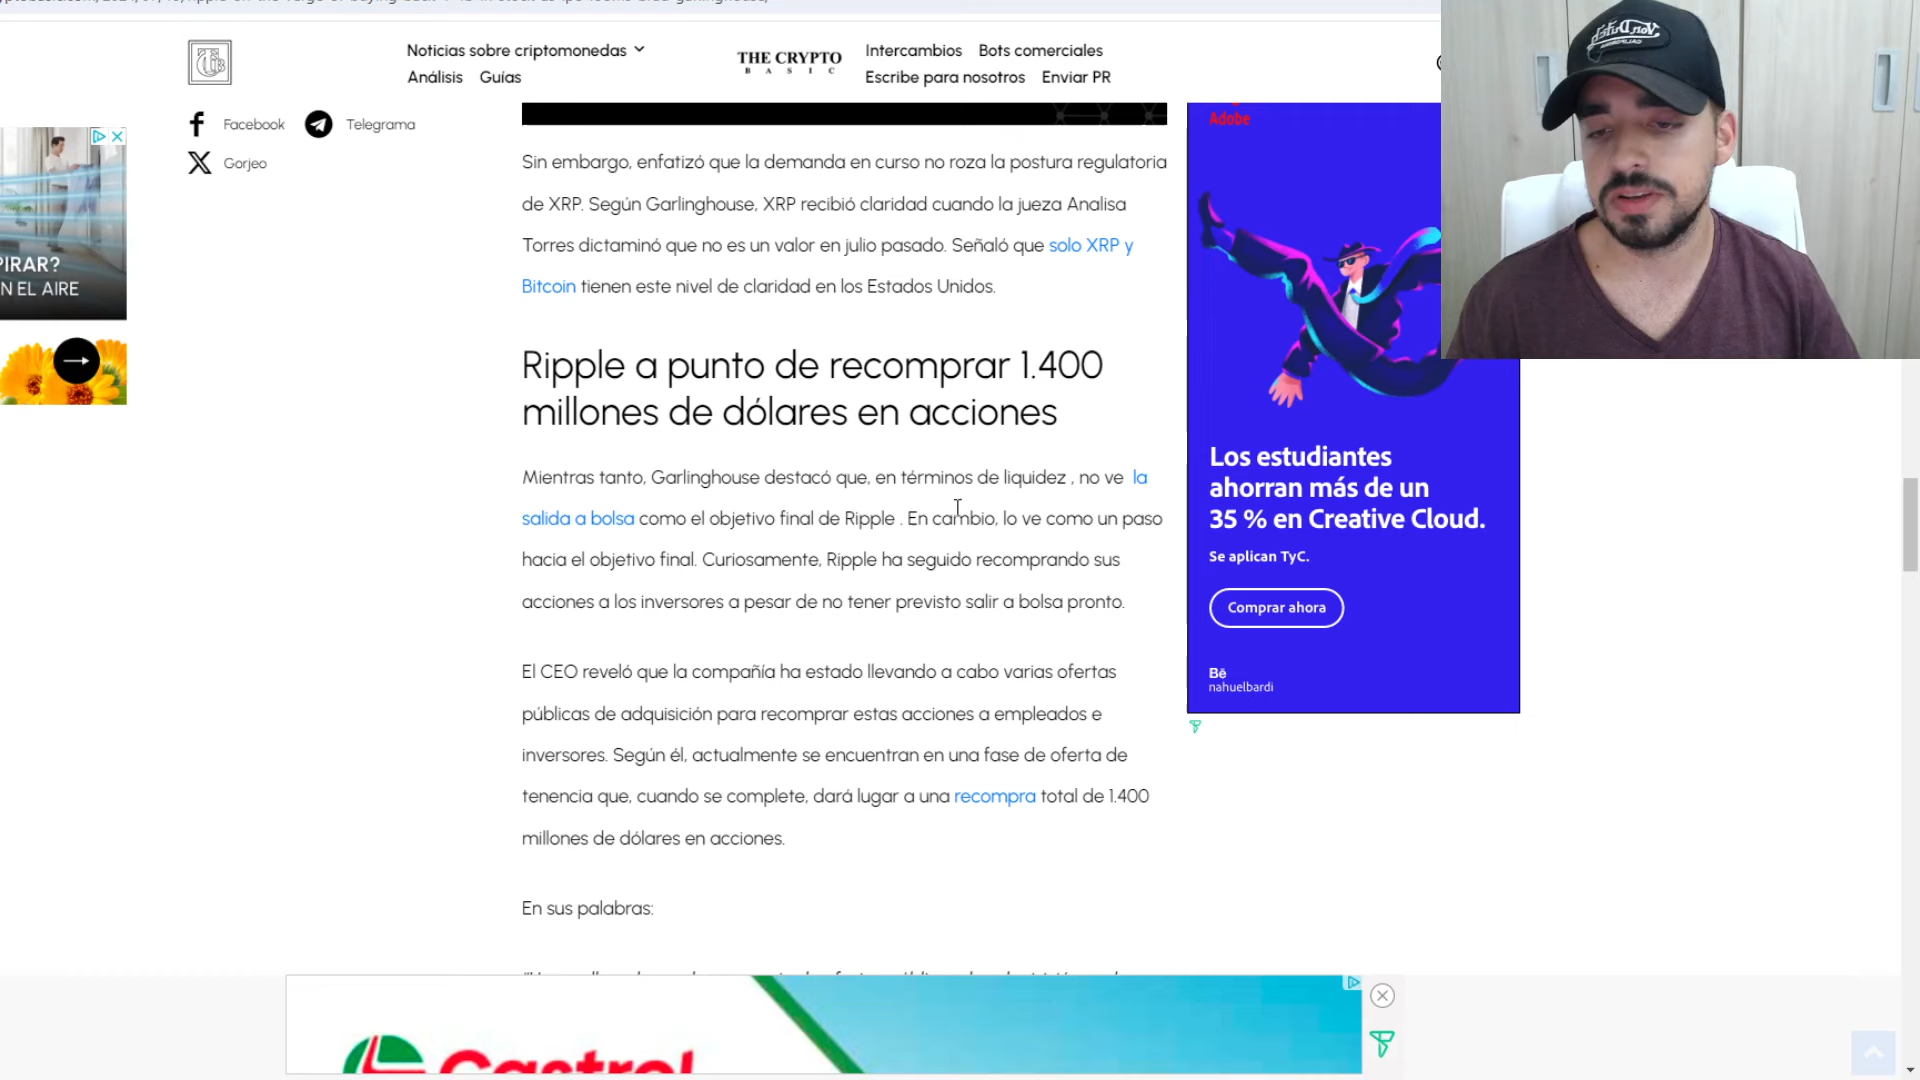 Noticias sobre criptomonedas
Análisis Guías
THE CRYPTO
BASIC
Intercambios Bots comerciales
Escribe para nosotros Enviar PR
Facebook Telegrama
Gorjeo
PIRAR?
N EL AIRE
Sin embargo, enfatizó que la demanda en curso no roza la postura regulatoria
de XRP. Según Garlinghouse, XRP recibió claridad cuando la jueza Analisa
Torres dictaminó que no es un valor en julio pasado. Señaló que solo XRP y
Bitcoin tienen este nivel de claridad en los Estados Unidos.
Ripple a punto de recomprar 1.400
millones de dólares en acciones
Mientras tanto, Garlinghouse destacó que, en términos de liquidez , no ve la
salida a bolsa como el objetivo final de Ripple . En cambio, lo ve como un paso
hacia el objetivo final. Curiosamente, Ripple ha seguido recomprando sus
acciones a los inversores a pesar de no tener previsto salir a bolsa pronto.
El CEO reveló que la compañía ha estado llevando a cabo varias ofertas
públicas de adquisición para recomprar estas acciones a empleados e
inversores. Según él, actualmente se encuentran en una fase de oferta de
tenencia que, cuando se complete, dará lugar a una recompra total de 1.400
millones de dólares en acciones.
En sus palabras:
Adobe
Los estudiantes
ahorran más de un
35 % en Creative Cloud.
Se aplican TyC.
Comprar ahora
Bē
nahuelbardi
Castrol
Von Dutch